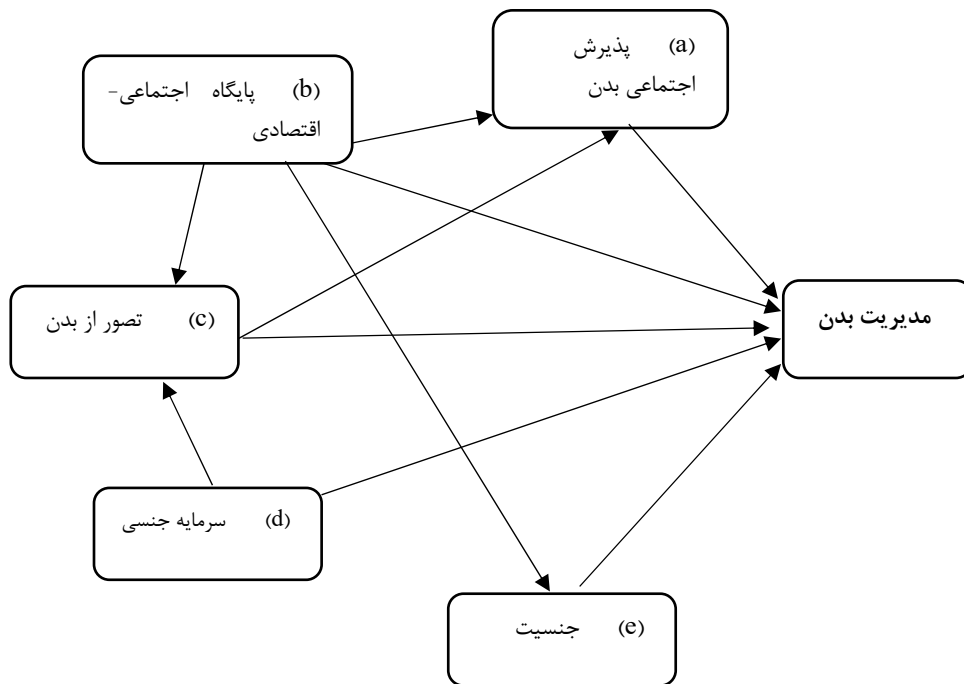 (a) پذیرش
اجتماعی بدن
(b) پایگاه اجتماعی-
اقتصادی
(c) تصور از بدن
مدیریت بدن
(d) سرمایه جنسی
(e) جنسیت